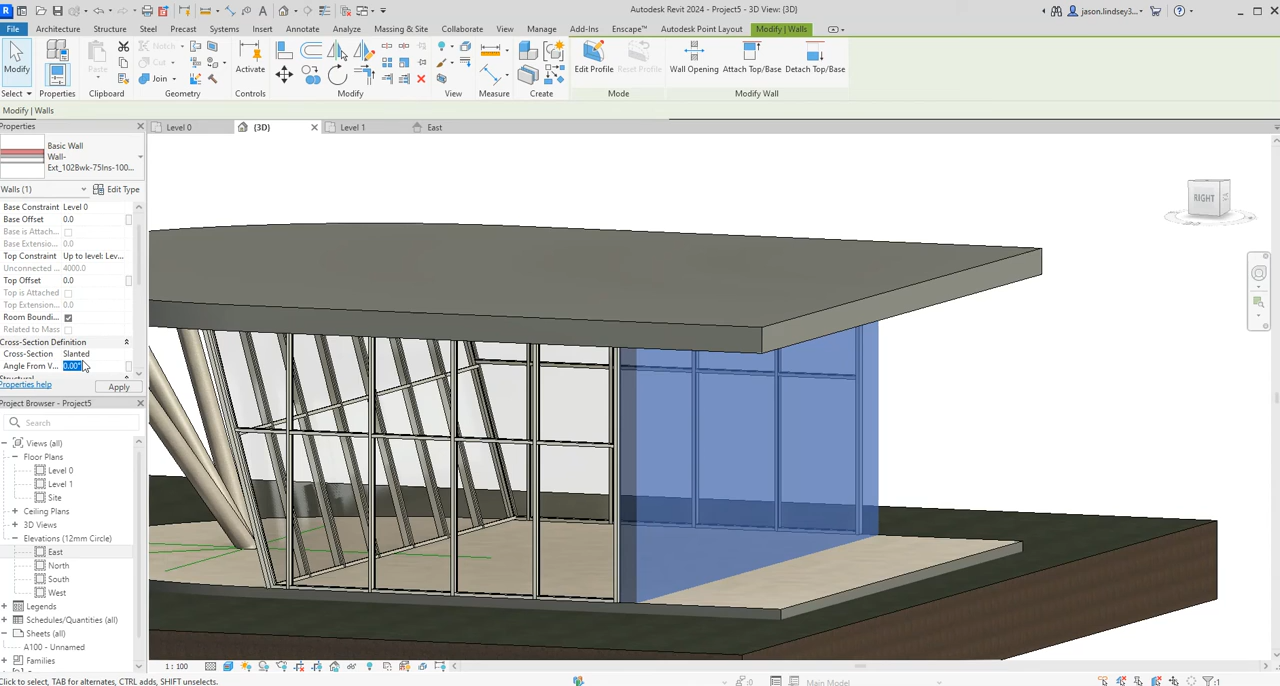 Autodesk Revit 2024 - Project5 - 3D View: {3D}
jason.lindsey3...
File Architecture Structure Steel Precast Systems Insert Annotate Analyze Massing & Site Collaborate View Manage Add-Ins Enscape™ Autodesk Point Layout Modify | Walls
Modify Paste Notch Cut Join Activate Edit Profile Reset Profile Wall Opening Attach Top/Base Detach Top/Base
Select Properties Clipboard Geometry Controls Modify View Measure Create Mode Modify Wall
Modify | Walls
Properties
Level 0 {3D} Level 1 East
Basic Wall
Wall-
Ext_102Bwk-75Ins-100...
Walls (1) Edit Type
Base Constraint Level 0
Base Offset 0.0
Base is Attach...
Base Extensio... 0.0
Top Constraint Up to level: Lev...
Unconnected ... 4000.0
Top Offset 0.0
Top is Attached
Top Extension... 0.0
Room Boundi...
Related to Mass
Cross-Section Definition
Cross-Section Slanted
Angle From V... 0.00°
Structural
Properties help Apply
Project Browser - Project5
Search
Views (all)
Floor Plans
Level 0
Level 1
Site
Ceiling Plans
3D Views
Elevations (12mm Circle)
East
North
South
West
Legends
Schedules/Quantities (all)
Sheets (all)
A100 - Unnamed
Families
RIGHT
1 : 100
Click to select, TAB for alternates, CTRL adds, SHIFT unselects.
:0
Main Model
:1